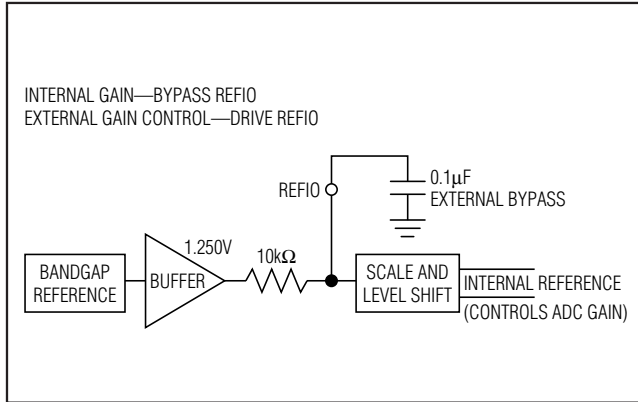 INTERNAL GAIN—BYPASS REFIO
EXTERNAL GAIN CONTROL—DRIVE REFIO
0.1µF
EXTERNAL BYPASS
REFIO
1.250V
10kΩ
BANDGAP
REFERENCE
BUFFER
SCALE AND
LEVEL SHIFT
INTERNAL REFERENCE
(CONTROLS ADC GAIN)